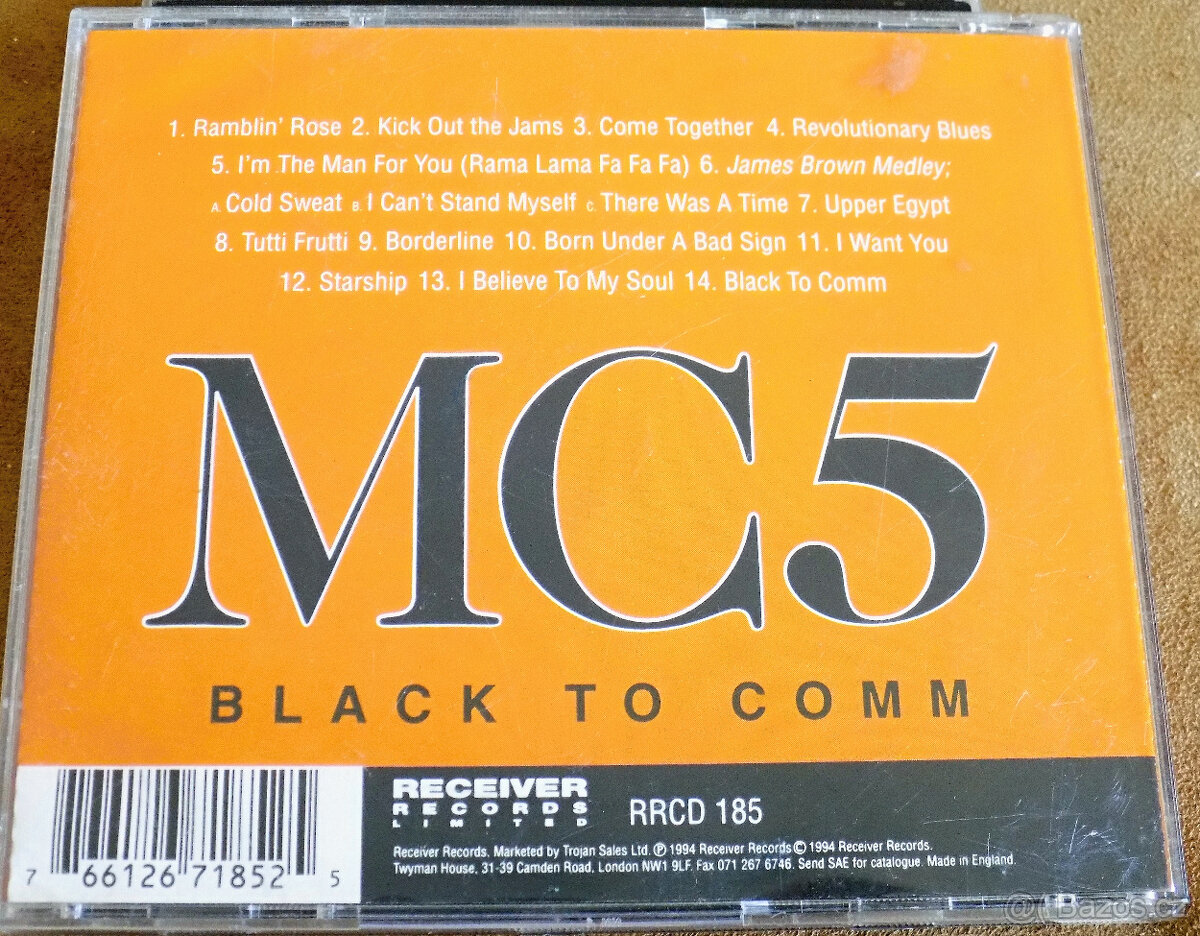 1. Ramblin' Rose 2. Kick Out the Jams 3. Come Together 4. Revolutionary Blues
5. I'm The Man For You (Rama Lama Fa Fa Fa) 6. James Brown Medley;
A. Cold Sweat B. I Can't Stand Myself C. There Was A Time 7. Upper Egypt
8. Tutti Frutti 9. Borderline 10. Born Under A Bad Sign 11. I Want You
12. Starship 13. I Believe To My Soul 14. Black To Comm
MC5
BLACK TO COMM
RECEIVER
RECORDS
LIMITED
RRCD 185
Receiver Records. Marketed by Trojan Sales Ltd. ℗ 1994 Receiver Records © 1994 Receiver Records.
Twyman House, 31-39 Camden Road, London NW1 9LF. Fax 071 267 6746. Send SAE for catalogue. Made in England.
7 66126 71852 5
Bazos.cz